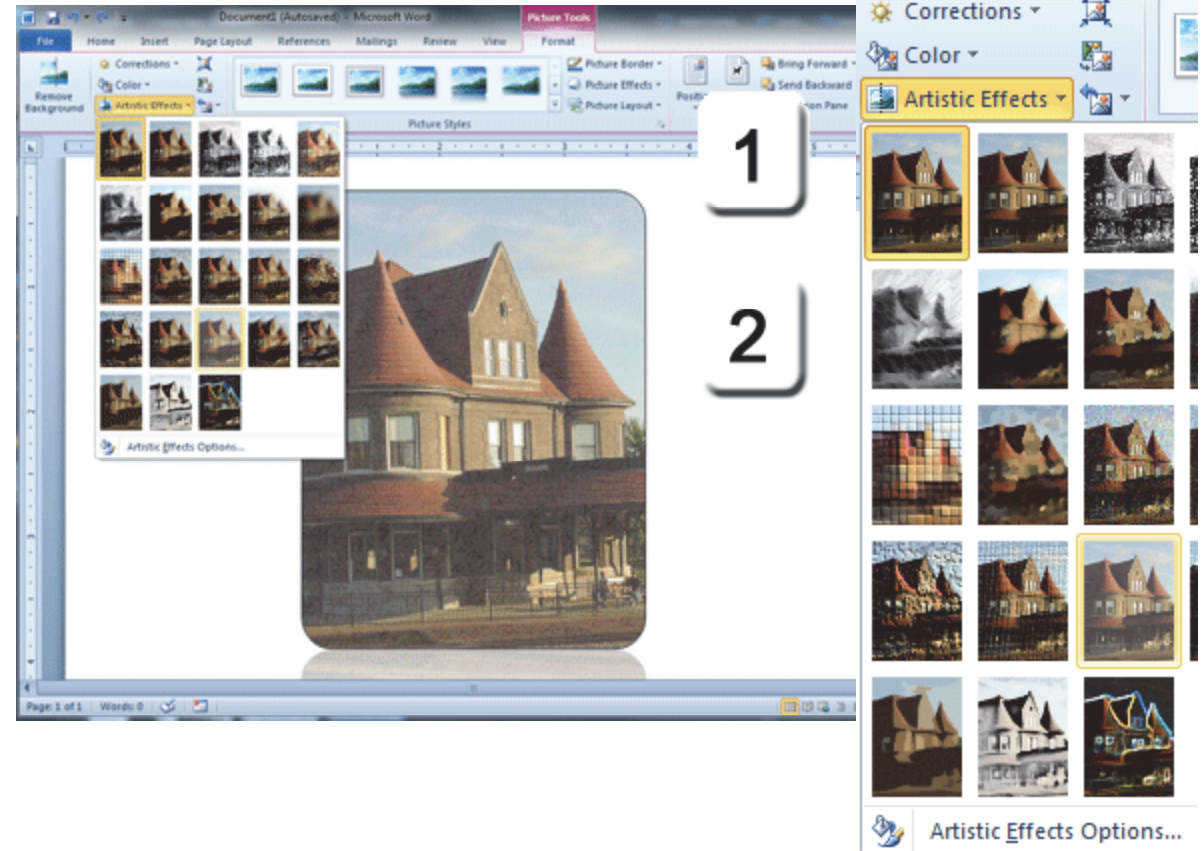 Document1 (Autosaved) - Microsoft Word
Picture Tools
File Home Insert Page Layout References Mailings Review View Format
Corrections
Color
Artistic Effects
Remove
Background
Picture Border
Picture Effects
Picture Layout
Bring Forward
Send Backward
on Pane
Picture Styles
Artistic Effects Options...
1
2
Page: 1 of 1 Words: 0
Corrections
Color
Artistic Effects
Artistic Effects Options...